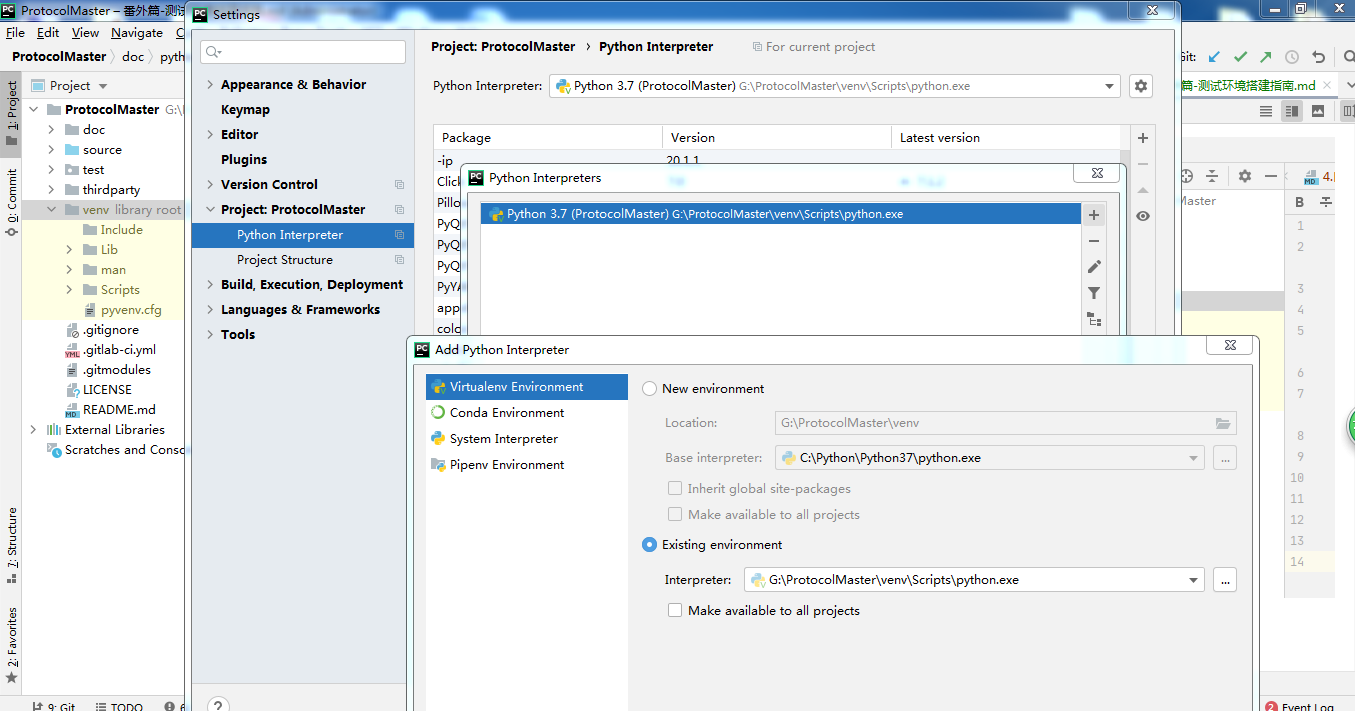 ProtocolMaster – 番外篇-测试
Settings
File Edit View Navigate
ProtocolMaster doc
Git:
1: Project
0: Commit
7: Structure
2: Favorites
Project
ProtocolMaster G:\
doc
source
test
thirdparty
venv library root
Include
Lib
man
Scripts
pyvenv.cfg
.gitignore
.gitlab-ci.yml
.gitmodules
LICENSE
README.md
External Libraries
Scratches and Conso
9: Git TODO 6
Appearance & Behavior
Keymap
Editor
Plugins
Version Control
Project: ProtocolMaster
Python Interpreter
Project Structure
Build, Execution, Deployment
Languages & Frameworks
Tools
?
Project: ProtocolMaster › Python Interpreter For current project
Python Interpreter: Python 3.7 (ProtocolMaster) G:\ProtocolMaster\venv\Scripts\python.exe
Package Version Latest version
-ip 20.1.1
Click
Pillo
PyQ
PyQ
PyQ
PyYA
app
colo
Python Interpreters
Python 3.7 (ProtocolMaster) G:\ProtocolMaster\venv\Scripts\python.exe
Add Python Interpreter
Virtualenv Environment
Conda Environment
System Interpreter
Pipenv Environment
New environment
Location: G:\ProtocolMaster\venv
Base interpreter: C:\Python\Python37\python.exe ...
Inherit global site-packages
Make available to all projects
Existing environment
Interpreter: G:\ProtocolMaster\venv\Scripts\python.exe ...
Make available to all projects
篇-测试环境搭建指南.md
4.
Master
B
1
2
3
4
5
6
7
8
9
10
11
12
13
14
2 Event Log